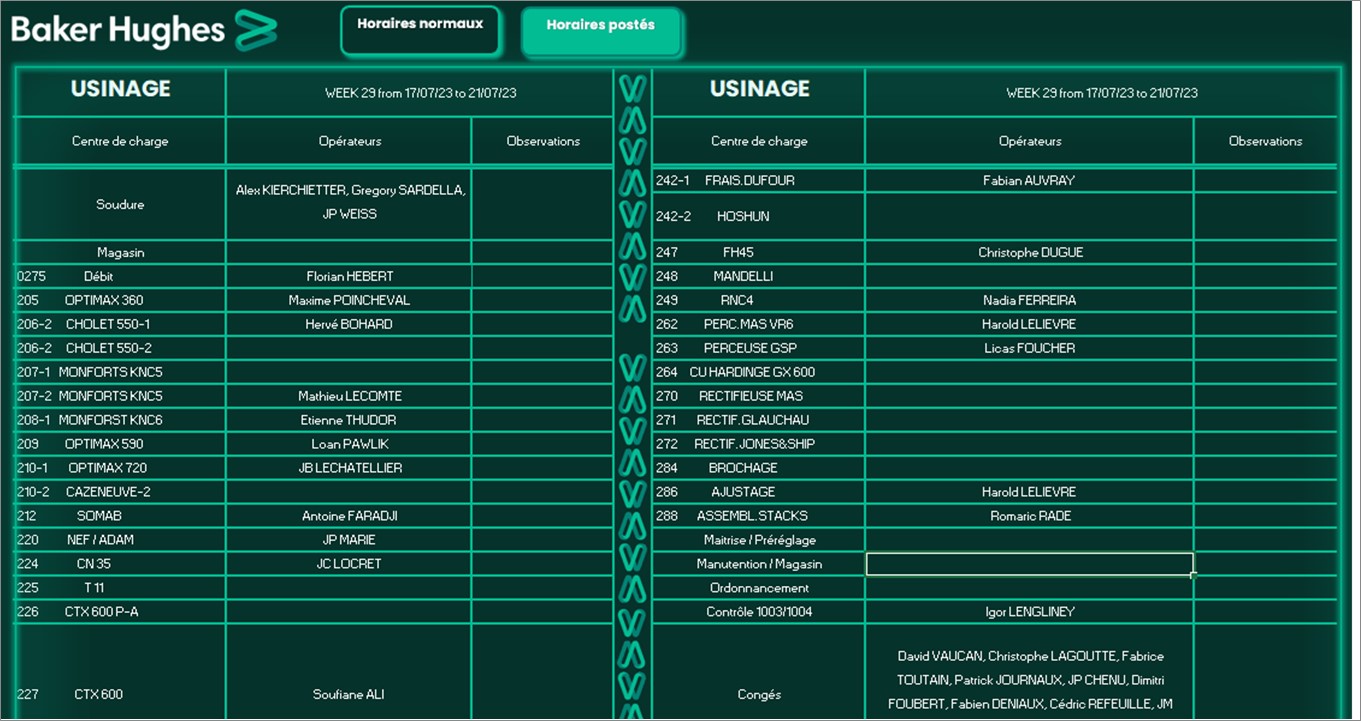 Baker Hughes
Horaires normaux
Horaires postés
USINAGE WEEK 29 from 17/07/23 to 21/07/23
Centre de charge Opérateurs Observations
Soudure Alex KIERCHIETTER, Gregory SARDELLA,
JP WEISS
Magasin
0275 Débit Florian HEBERT
205 OPTIMAX 360 Maxime POINCHEVAL
206-2 CHOLET 550-1 Hervé BOHARD
206-2 CHOLET 550-2
207-1 MONFORTS KNC5
207-2 MONFORTS KNC5 Mathieu LECOMTE
208-1 MONFORST KNC6 Etienne THUDOR
209 OPTIMAX 590 Loan PAWLIK
210-1 OPTIMAX 720 JB LECHATELLIER
210-2 CAZENEUVE-2
212 SOMAB Antoine FARADJI
220 NEF / ADAM JP MARIE
224 CN 35 JC LOCRET
225 T 11
226 CTX 600 P-A
227 CTX 600 Soufiane ALI
USINAGE WEEK 29 from 17/07/23 to 21/07/23
Centre de charge Opérateurs Observations
242-1 FRAIS.DUFOUR Fabian AUVRAY
242-2 HOSHUN
247 FH45 Christophe DUGUE
248 MANDELLI
249 RNC4 Nadia FERREIRA
262 PERC.MAS VR6 Harold LELIEVRE
263 PERCEUSE GSP Licas FOUCHER
264 CU HARDINGE GX 600
270 RECTIFIEUSE MAS
271 RECTIF.GLAUCHAU
272 RECTIF.JONES&SHIP
284 BROCHAGE
286 AJUSTAGE Harold LELIEVRE
288 ASSEMBL.STACKS Romaric RADE
Maitrise / Préréglage
Manutention / Magasin
Ordonnancement
Contrôle 1003/1004 Igor LENGLINEY
Congés David VAUCAN, Christophe LAGOUTTE, Fabrice
TOUTAIN, Patrick JOURNAUX, JP CHENU, Dimitri
FOUBERT, Fabien DENIAUX, Cédric REFEUILLE, JM